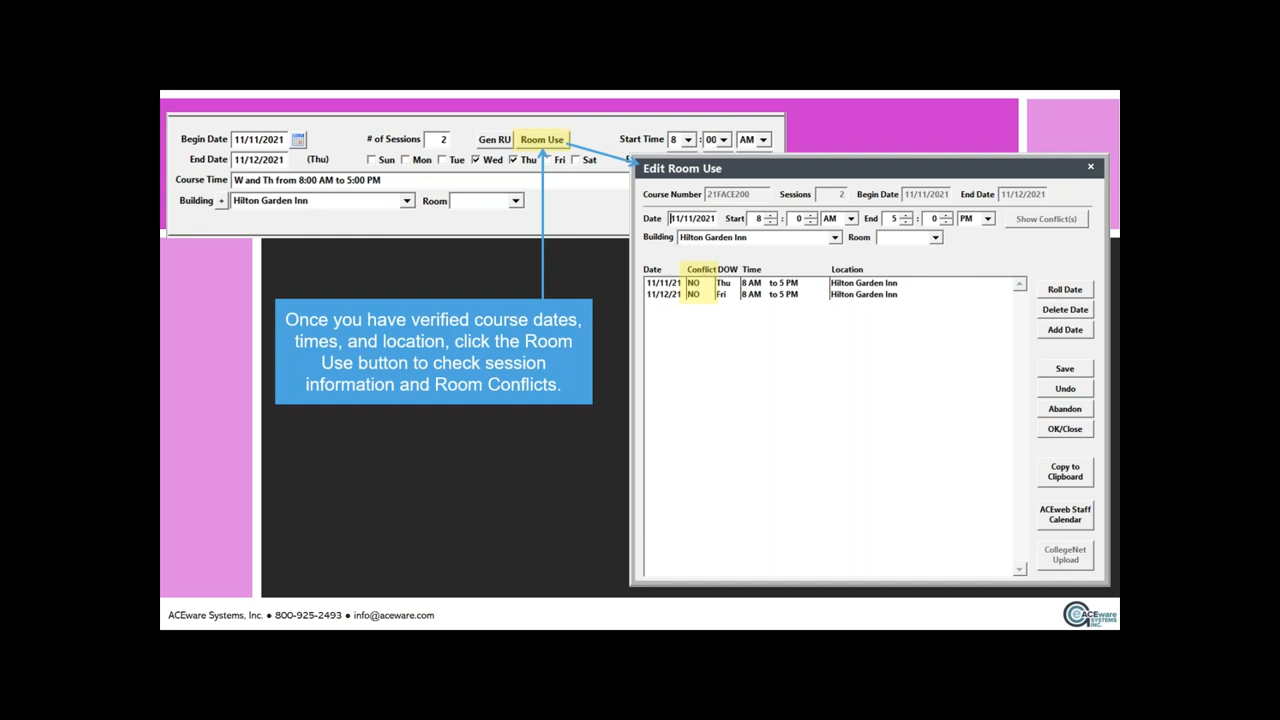 Begin Date 11/11/2021 # of Sessions 2 Gen RU Room Use Start Time 8 : 00 AM
End Date 11/12/2021 (Thu) Sun Mon Tue Wed Thu Fri Sat
Course Time W and Th from 8:00 AM to 5:00 PM
Building + Hilton Garden Inn Room
Edit Room Use
Course Number 21FACE200 Sessions 2 Begin Date 11/11/2021 End Date 11/12/2021
Date 11/11/2021 Start 8 : 0 AM End 5 : 0 PM Show Conflict(s)
Building Hilton Garden Inn Room
Date Conflict DOW Time Location
11/11/21 NO Thu 8 AM to 5 PM Hilton Garden Inn
11/12/21 NO Fri 8 AM to 5 PM Hilton Garden Inn
Roll Date
Delete Date
Add Date
Save
Undo
Abandon
OK/Close
Copy to
Clipboard
ACEweb Staff
Calendar
CollegeNet
Upload
Once you have verified course dates,
times, and location, click the Room
Use button to check session
information and Room Conflicts.
ACEware Systems, Inc. ● 800-925-2493 ● info@aceware.com
ACEware
SYSTEMS
INC.